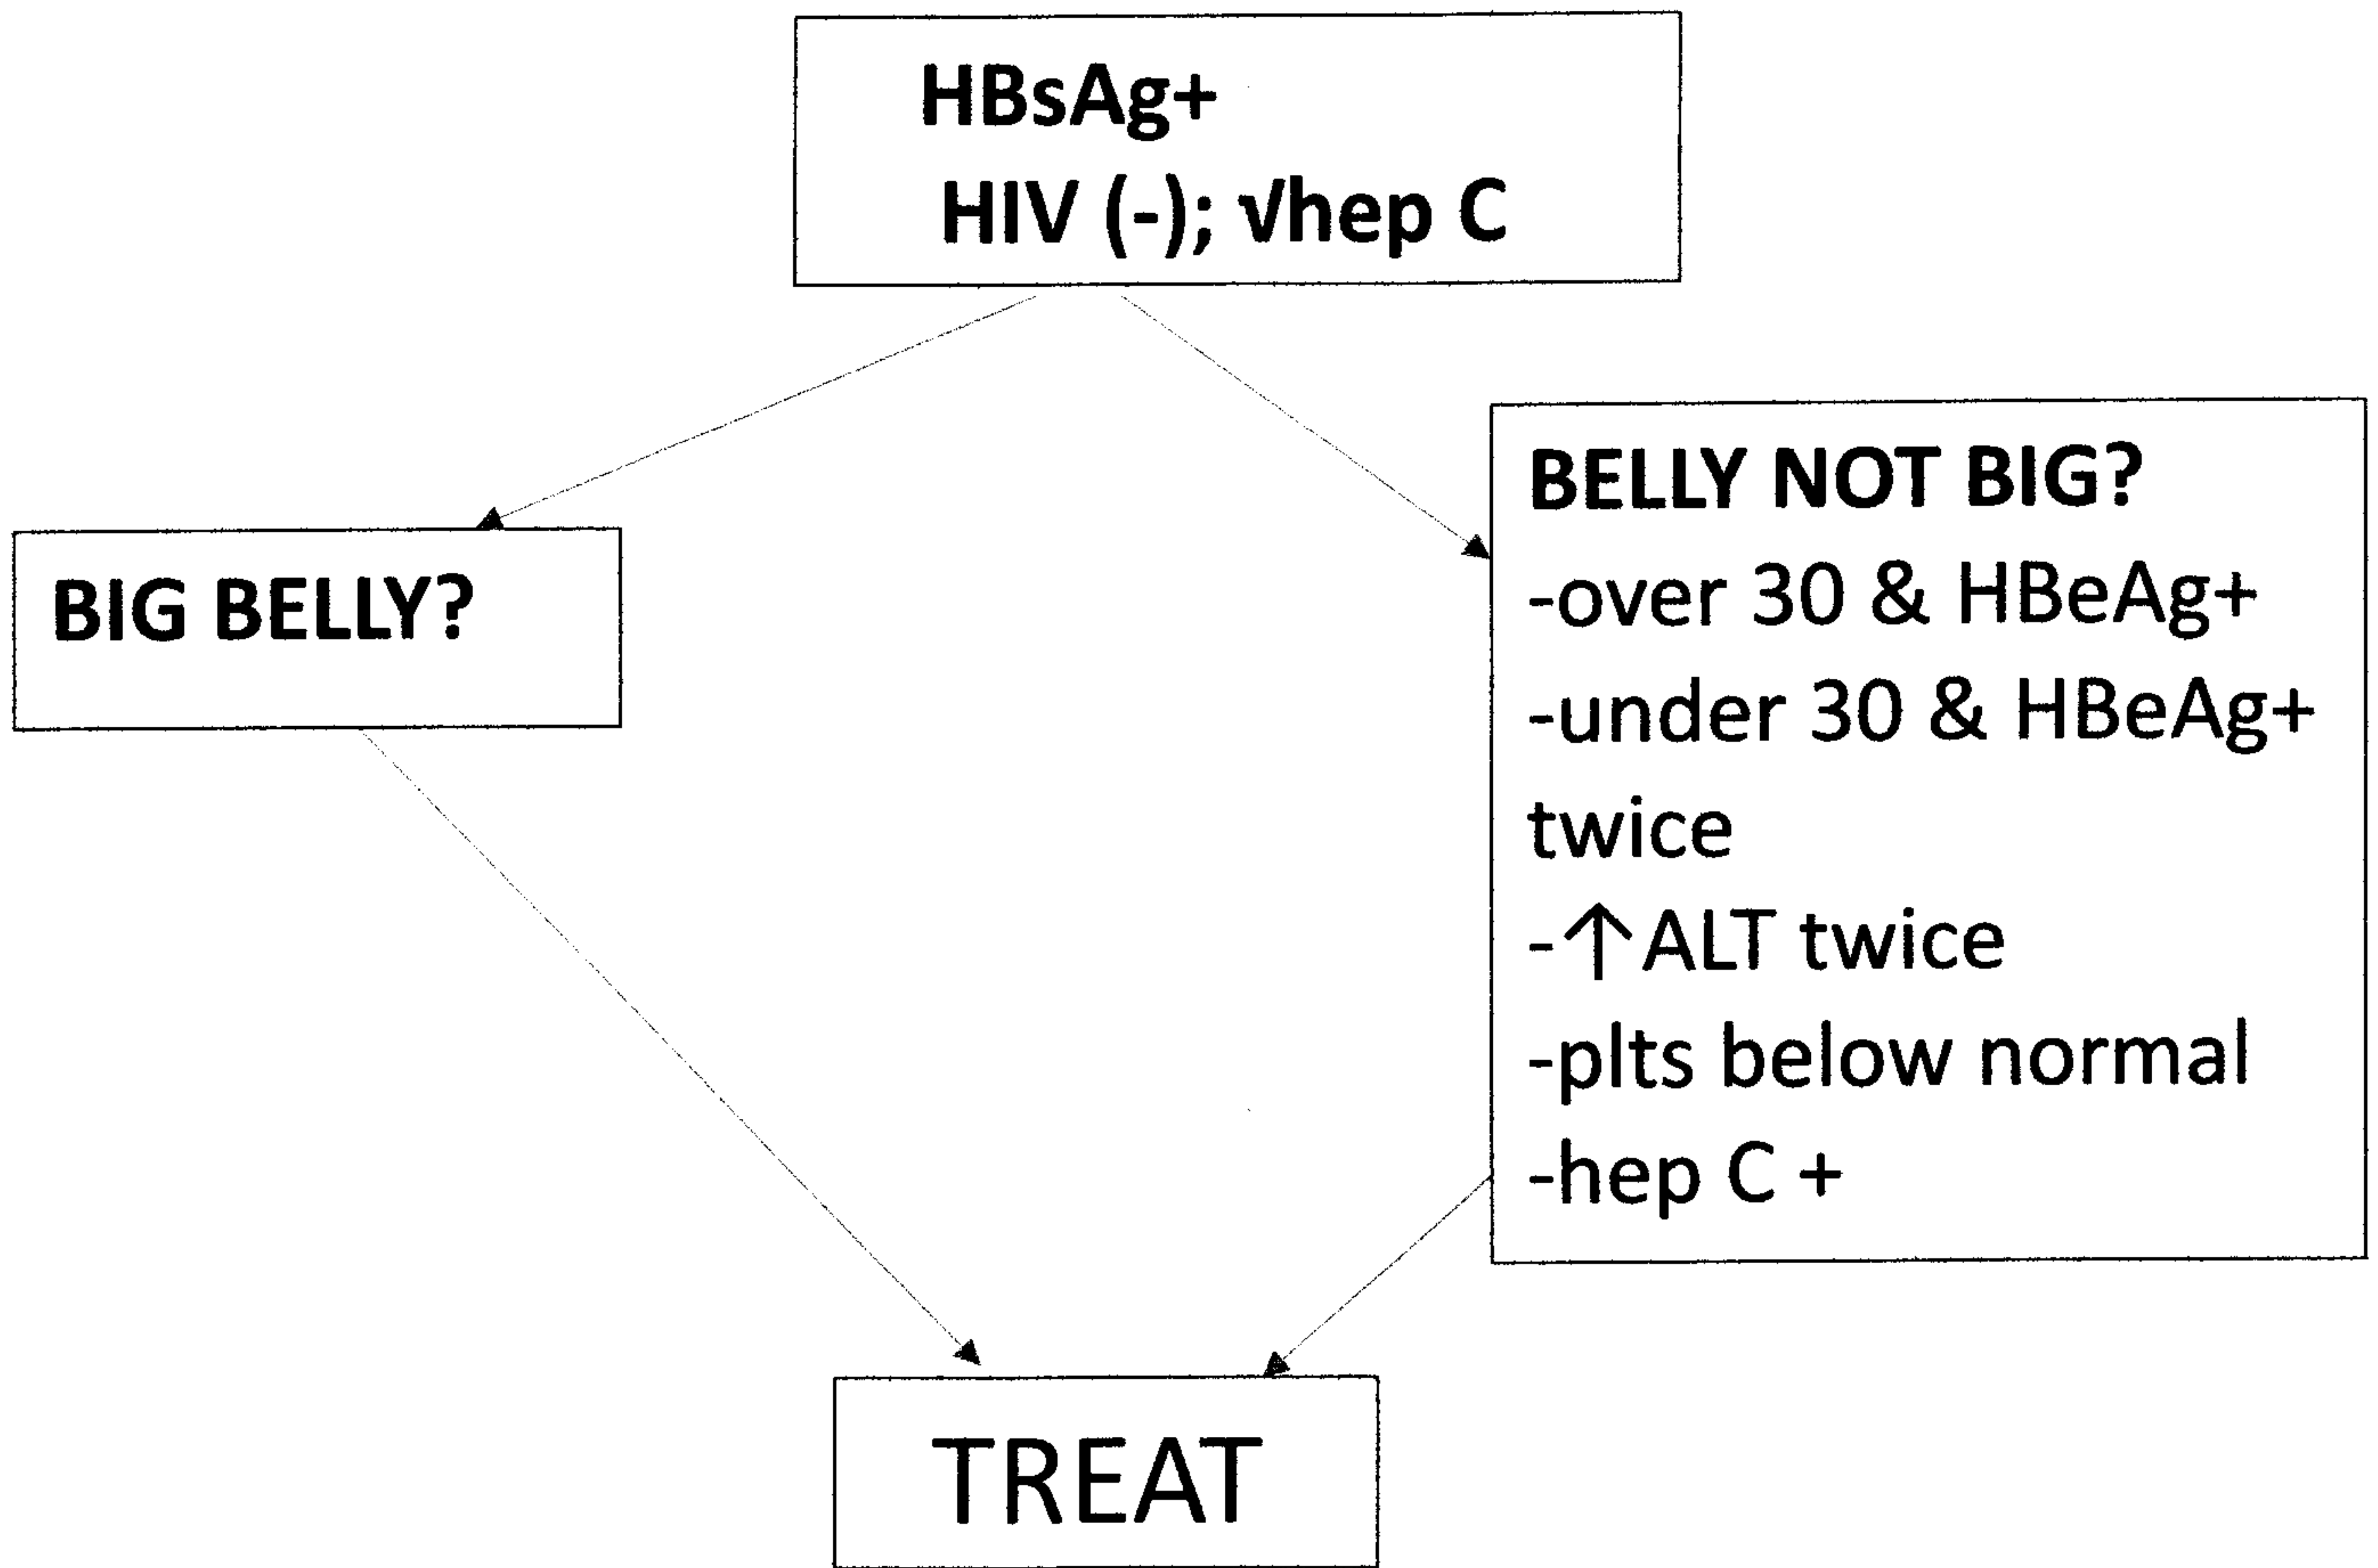 HBsAg+
HIV (-); √hep C
BIG BELLY?
BELLY NOT BIG?
-over 30 & HBeAg+
-under 30 & HBeAg+
twice
-↑ALT twice
-plts below normal
-hep C +
TREAT